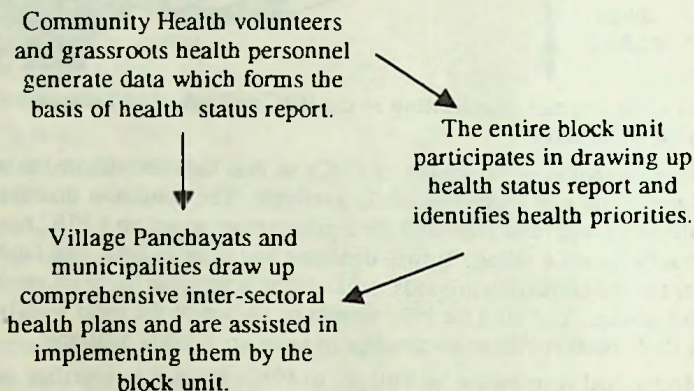 Community Health volunteers
and grassroots health personnel
generate data which forms the
basis of health status report.
The entire block unit
participates in drawing up
health status report and
identifies health priorities.
Village Panchayats and
municipalities draw up
comprehensive inter-sectoral
health plans and are assisted in
implementing them by the
block unit.